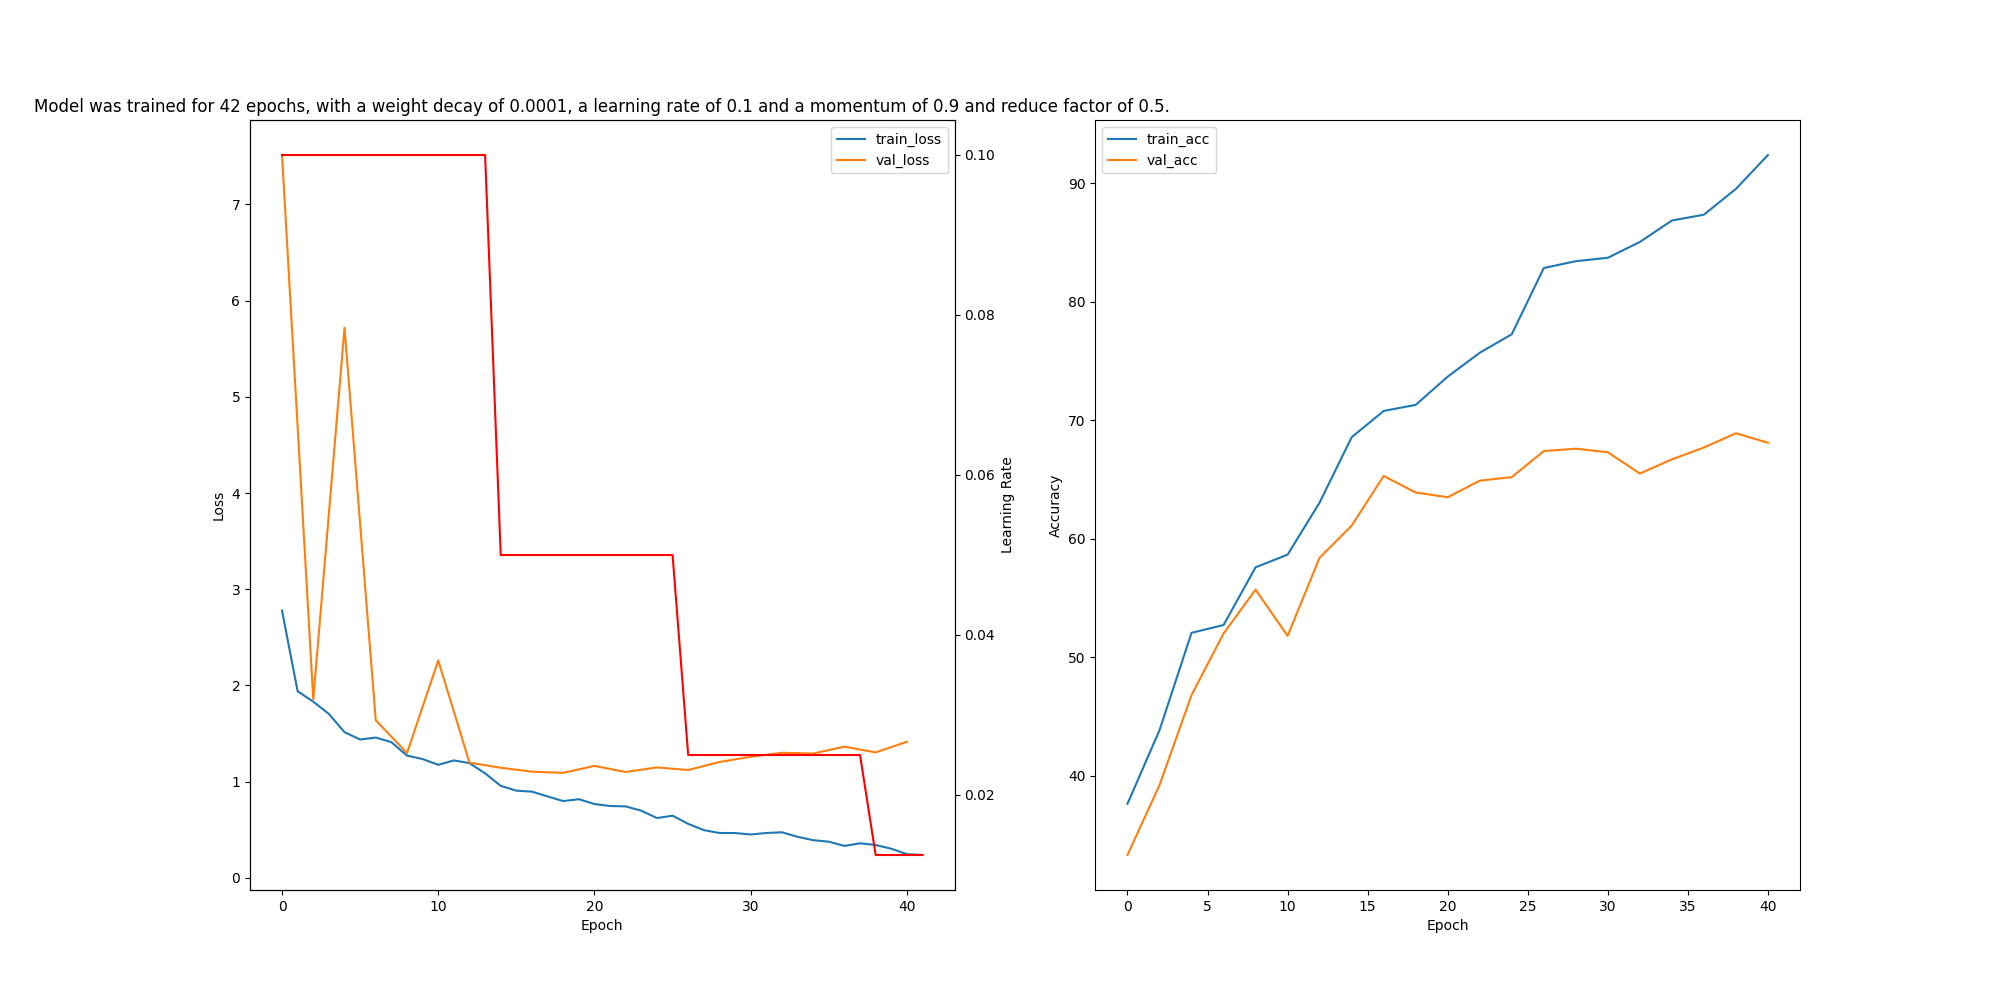 Model was trained for 42 epochs, with a weight decay of 0.0001, a learning rate of 0.1 and a momentum of 0.9 and reduce factor of 0.5.
train_loss
val_loss
7
6
5
4
3
2
1
0
Loss
0 10 20 30 40
Epoch
0.10
0.08
0.06
0.04
0.02
Learning Rate
train_acc
val_acc
90
80
70
60
50
40
Accuracy
0 5 10 15 20 25 30 35 40
Epoch